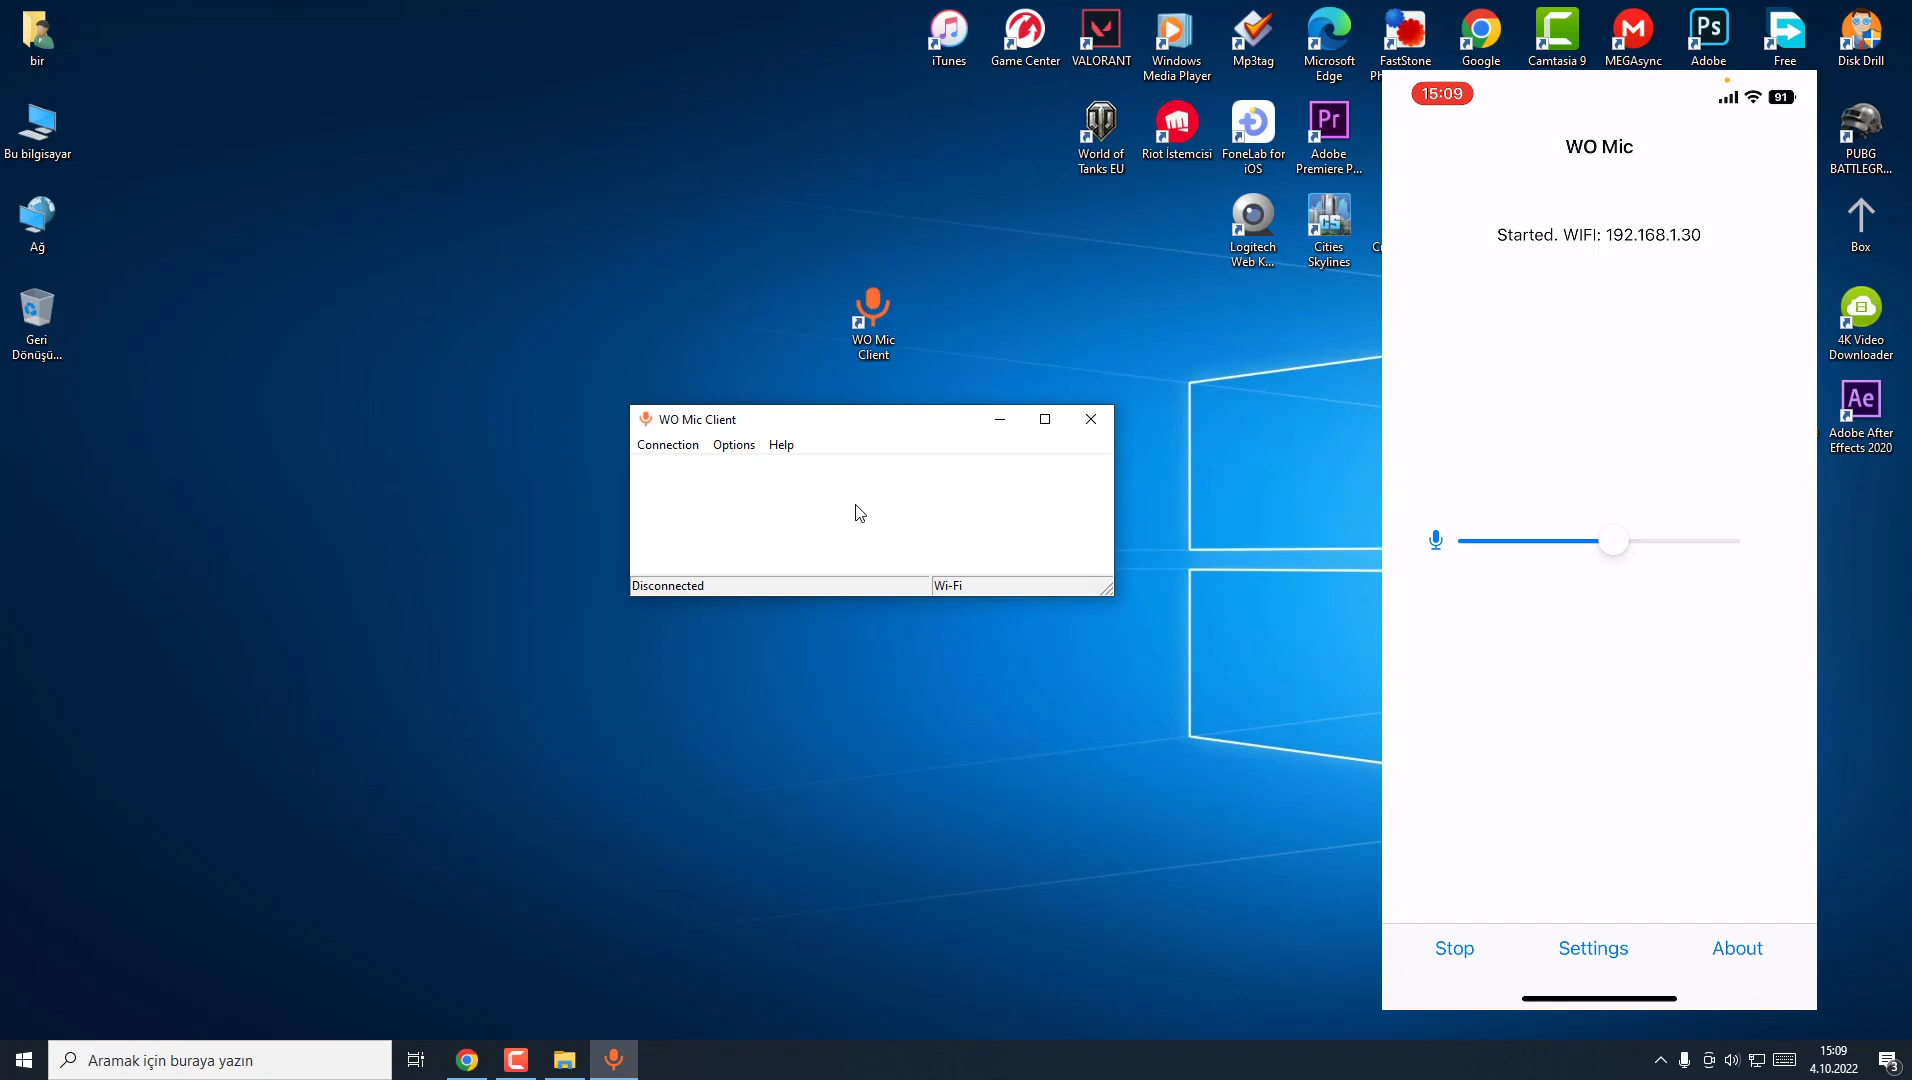 bir
Bu bilgisayar
Ağ
Geri
Dönüşü...
iTunes
Game Center
VALORANT
Windows
Media Player
Mp3tag
Microsoft
Edge
FastStone
Google
Camtasia 9
MEGAsync
Adobe
Free
Disk Drill
World of
Tanks EU
Riot İstemcisi
FoneLab for
iOS
Adobe
Premiere P...
PUBG
BATTLEGR...
Logitech
Web K...
Cities
Skylines
Box
WO Mic
Client
4K Video
Downloader
Adobe After
Effects 2020
WO Mic Client
Connection Options Help
Disconnected
Wi-Fi
15:09
91
WO Mic
Started. WIFI: 192.168.1.30
Stop
Settings
About
Aramak için buraya yazın
15:09
4.10.2022
3